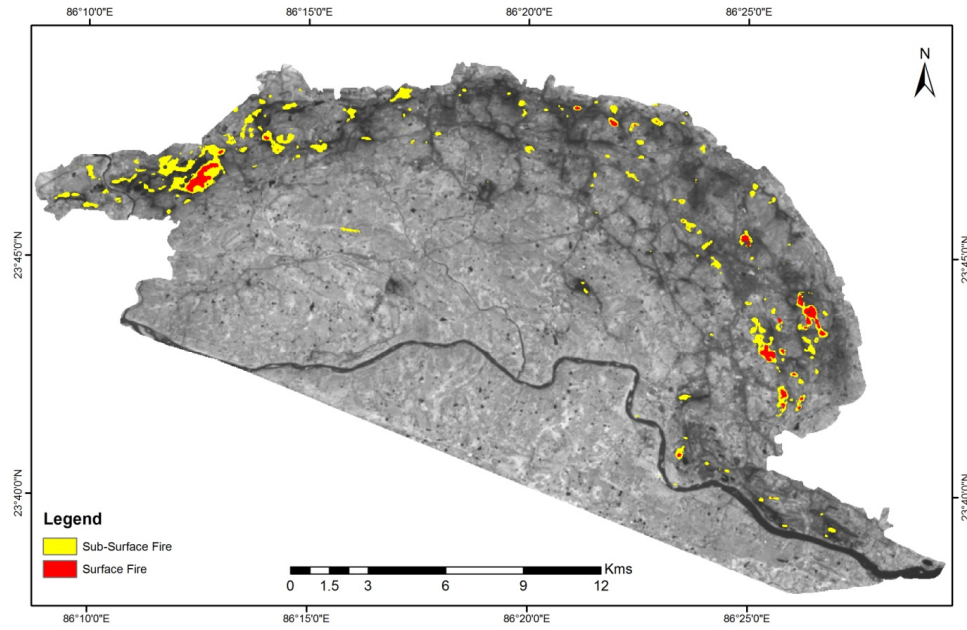 86°10'0"E 86°15'0"E 86°20'0"E 86°25'0"E
N
23°45'0"N 23°45'0"N
23°40'0"N 23°40'0"N
Legend
Sub-Surface Fire
Surface Fire
Kms
0 1.5 3 6 9 12
86°10'0"E 86°15'0"E 86°20'0"E 86°25'0"E